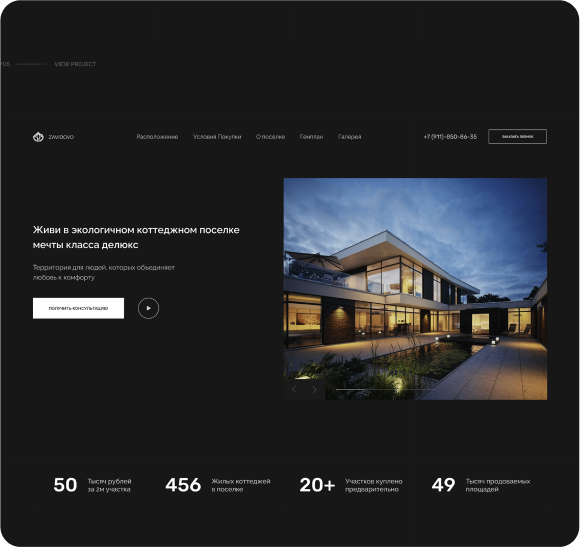 VIEW PROJECT
ZAVIDOVO
Расположение
Условия Покупки
О поселке
Генплан
Галерея
+7 (911)-850-86-35
ЗАКАЗАТЬ ЗВОНОК
Живи в экологичном коттеджном поселке
мечты класса делюкс
Территория для людей, которых объединяет
любовь к комфорту
ПОЛУЧИТЬ КОНСУЛЬТАЦИЮ
50
Тысяч рублей
за 2м участка
456
Жилых коттеджей
в поселке
20+
Участков куплено
предварительно
49
Тысяч продоваемых
площадей